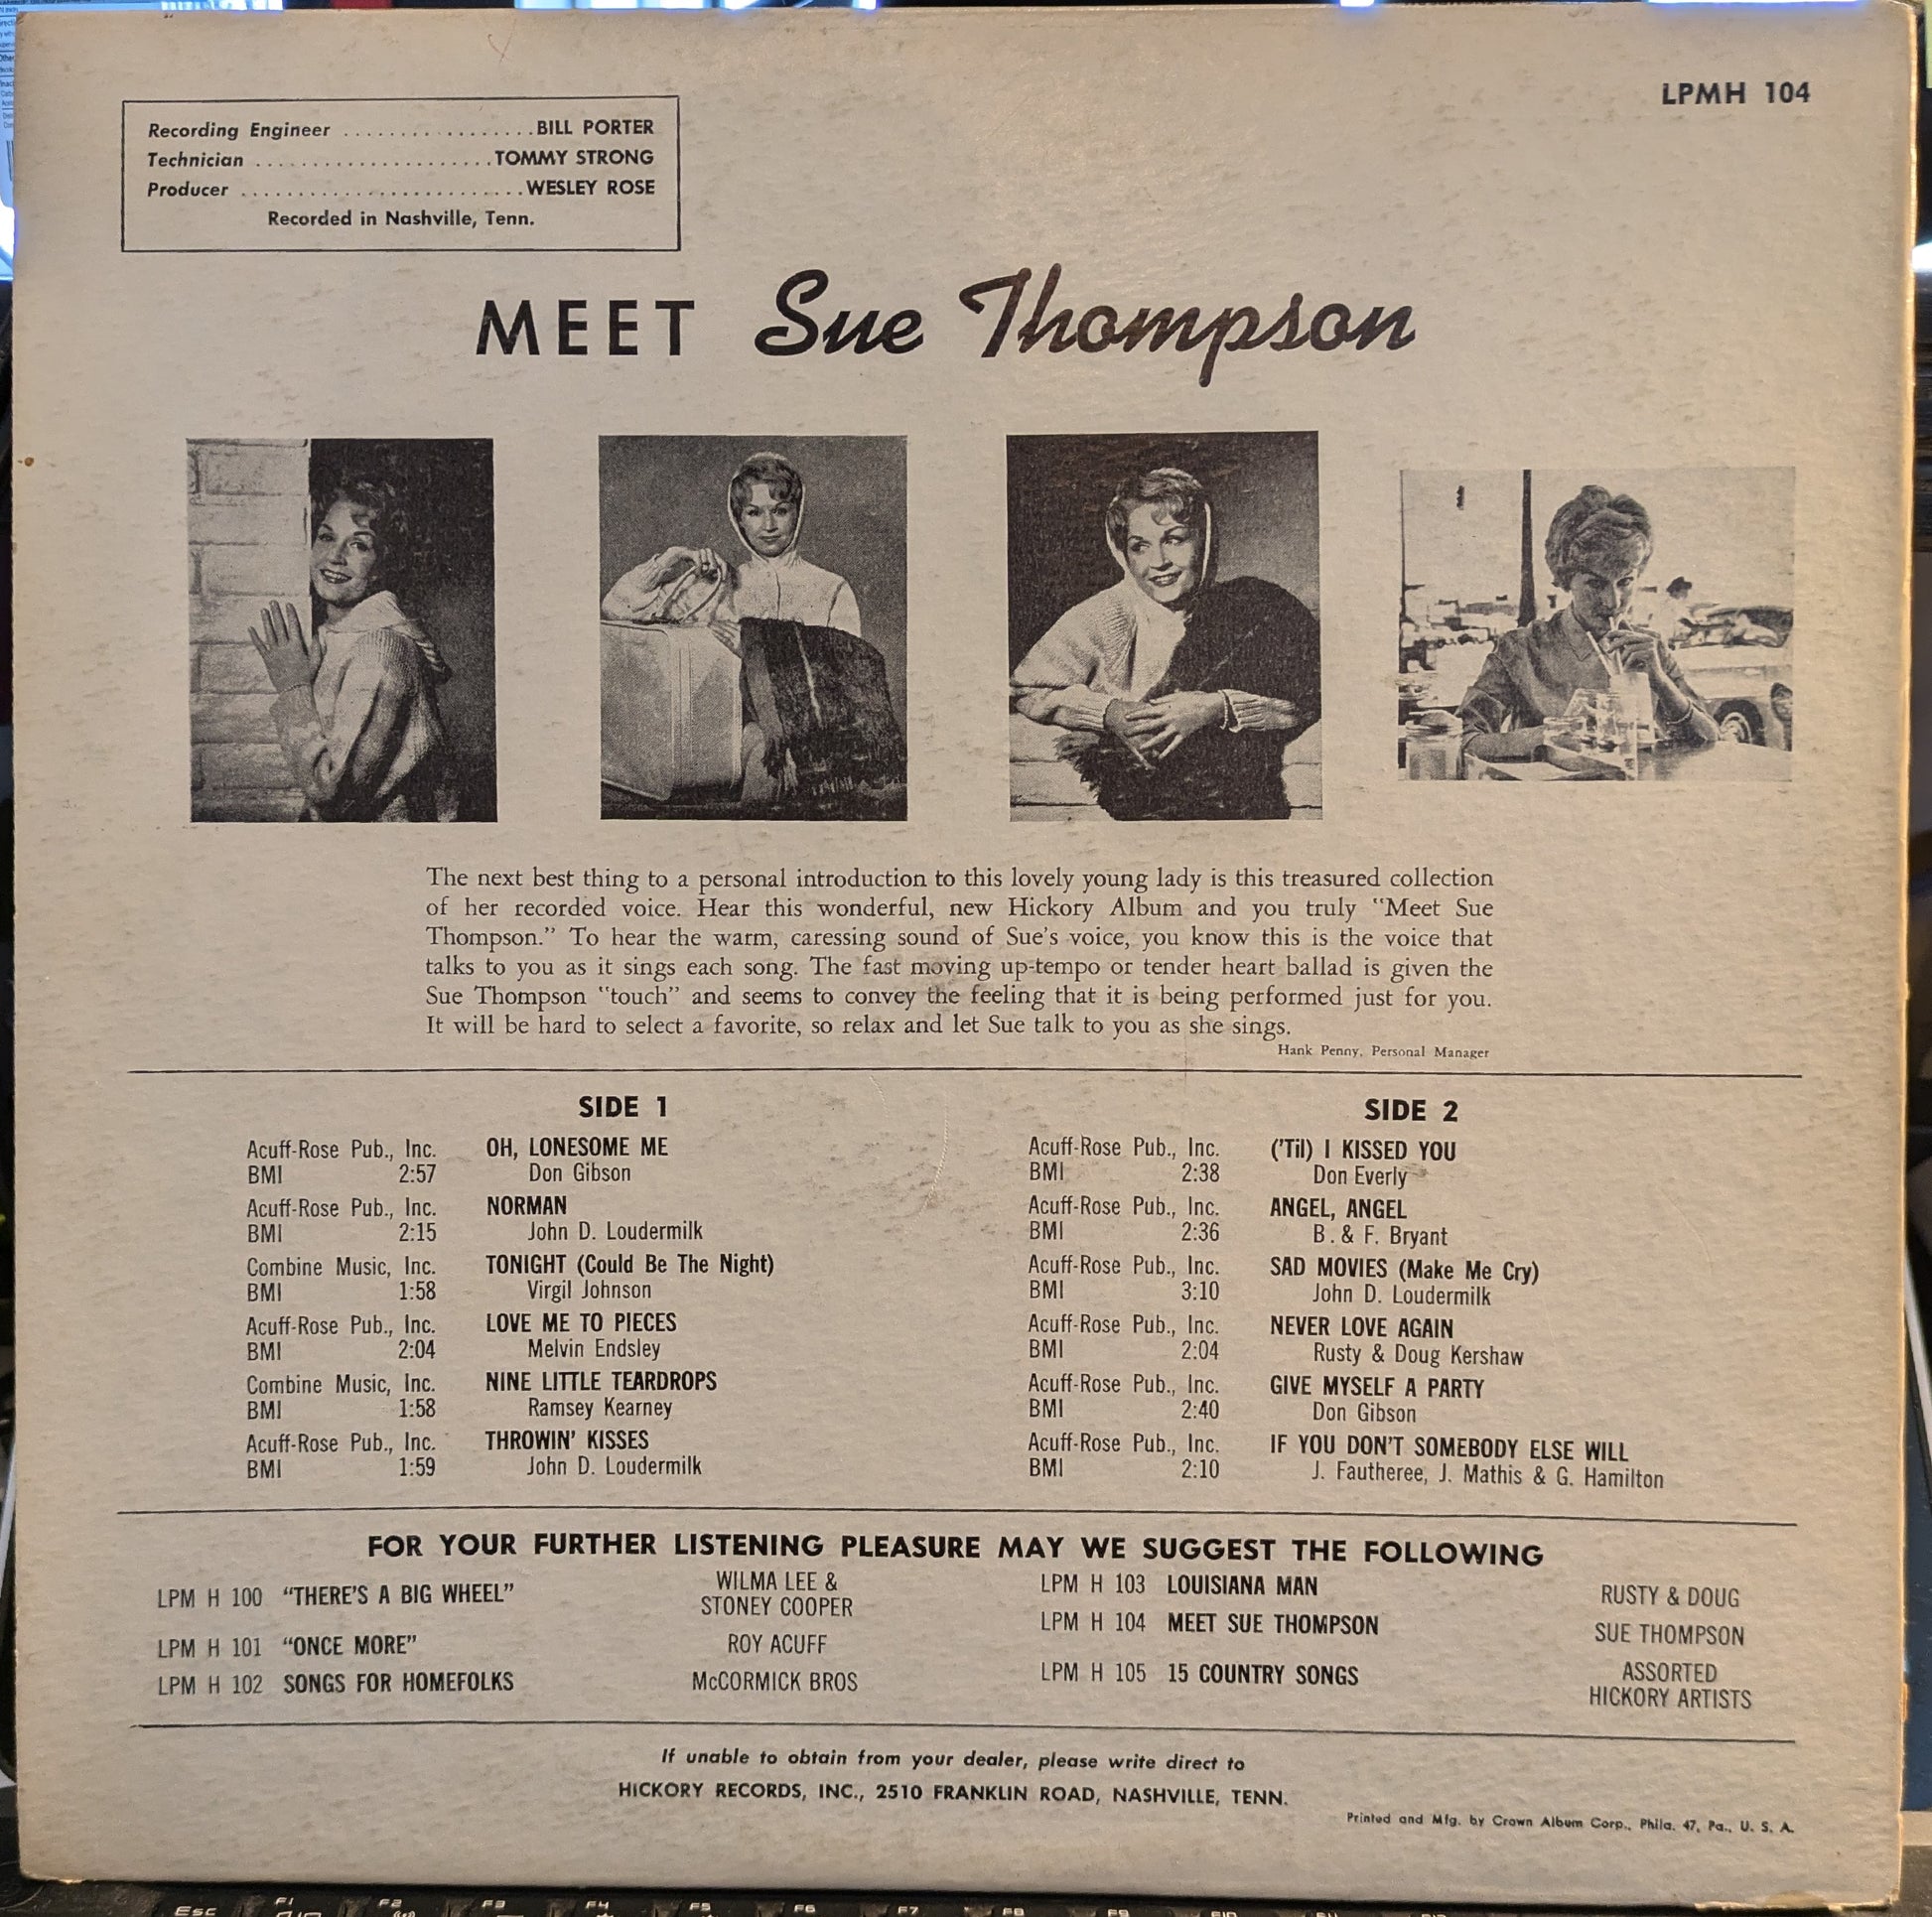 LPMH 104
Recording Engineer .................BILL PORTER
Technician .....................TOMMY STRONG
Producer .........................WESLEY ROSE
Recorded in Nashville, Tenn.
MEET Sue Thompson
The next best thing to a personal introduction to this lovely young lady is this treasured collection
of her recorded voice. Hear this wonderful, new Hickory Album and you truly "Meet Sue
Thompson." To hear the warm, caressing sound of Sue's voice, you know this is the voice that
talks to you as it sings each song. The fast moving up-tempo or tender heart ballad is given the
Sue Thompson "touch" and seems to convey the feeling that it is being performed just for you.
It will be hard to select a favorite, so relax and let Sue talk to you as she sings.
Hank Penny, Personal Manager
SIDE 1
Acuff-Rose Pub., Inc. OH, LONESOME ME
BMI 2:57 Don Gibson
Acuff-Rose Pub., Inc. NORMAN
BMI 2:15 John D. Loudermilk
Combine Music, Inc. TONIGHT (Could Be The Night)
BMI 1:58 Virgil Johnson
Acuff-Rose Pub., Inc. LOVE ME TO PIECES
BMI 2:04 Melvin Endsley
Combine Music, Inc. NINE LITTLE TEARDROPS
BMI 1:58 Ramsey Kearney
Acuff-Rose Pub., Inc. THROWIN' KISSES
BMI 1:59 John D. Loudermilk
SIDE 2
Acuff-Rose Pub., Inc. ('Til) I KISSED YOU
BMI 2:38 Don Everly
Acuff-Rose Pub., Inc. ANGEL, ANGEL
BMI 2:36 B. & F. Bryant
Acuff-Rose Pub., Inc. SAD MOVIES (Make Me Cry)
BMI 3:10 John D. Loudermilk
Acuff-Rose Pub., Inc. NEVER LOVE AGAIN
BMI 2:04 Rusty & Doug Kershaw
Acuff-Rose Pub., Inc. GIVE MYSELF A PARTY
BMI 2:40 Don Gibson
Acuff-Rose Pub., Inc. IF YOU DON'T SOMEBODY ELSE WILL
BMI 2:10 J. Fautheree, J. Mathis & G. Hamilton
FOR YOUR FURTHER LISTENING PLEASURE MAY WE SUGGEST THE FOLLOWING
LPM H 100 "THERE'S A BIG WHEEL" WILMA LEE &
STONEY COOPER
LPM H 101 "ONCE MORE" ROY ACUFF
LPM H 102 SONGS FOR HOMEFOLKS McCORMICK BROS
LPM H 103 LOUISIANA MAN RUSTY & DOUG
LPM H 104 MEET SUE THOMPSON SUE THOMPSON
LPM H 105 15 COUNTRY SONGS ASSORTED
HICKORY ARTISTS
If unable to obtain from your dealer, please write direct to
HICKORY RECORDS, INC., 2510 FRANKLIN ROAD, NASHVILLE, TENN.
Printed and Mfg. by Crown Album Corp., Phila. 47, Pa., U. S. A.
Esc F1 F2 F3 F4 F5 F6 F7 F8 F9 F10